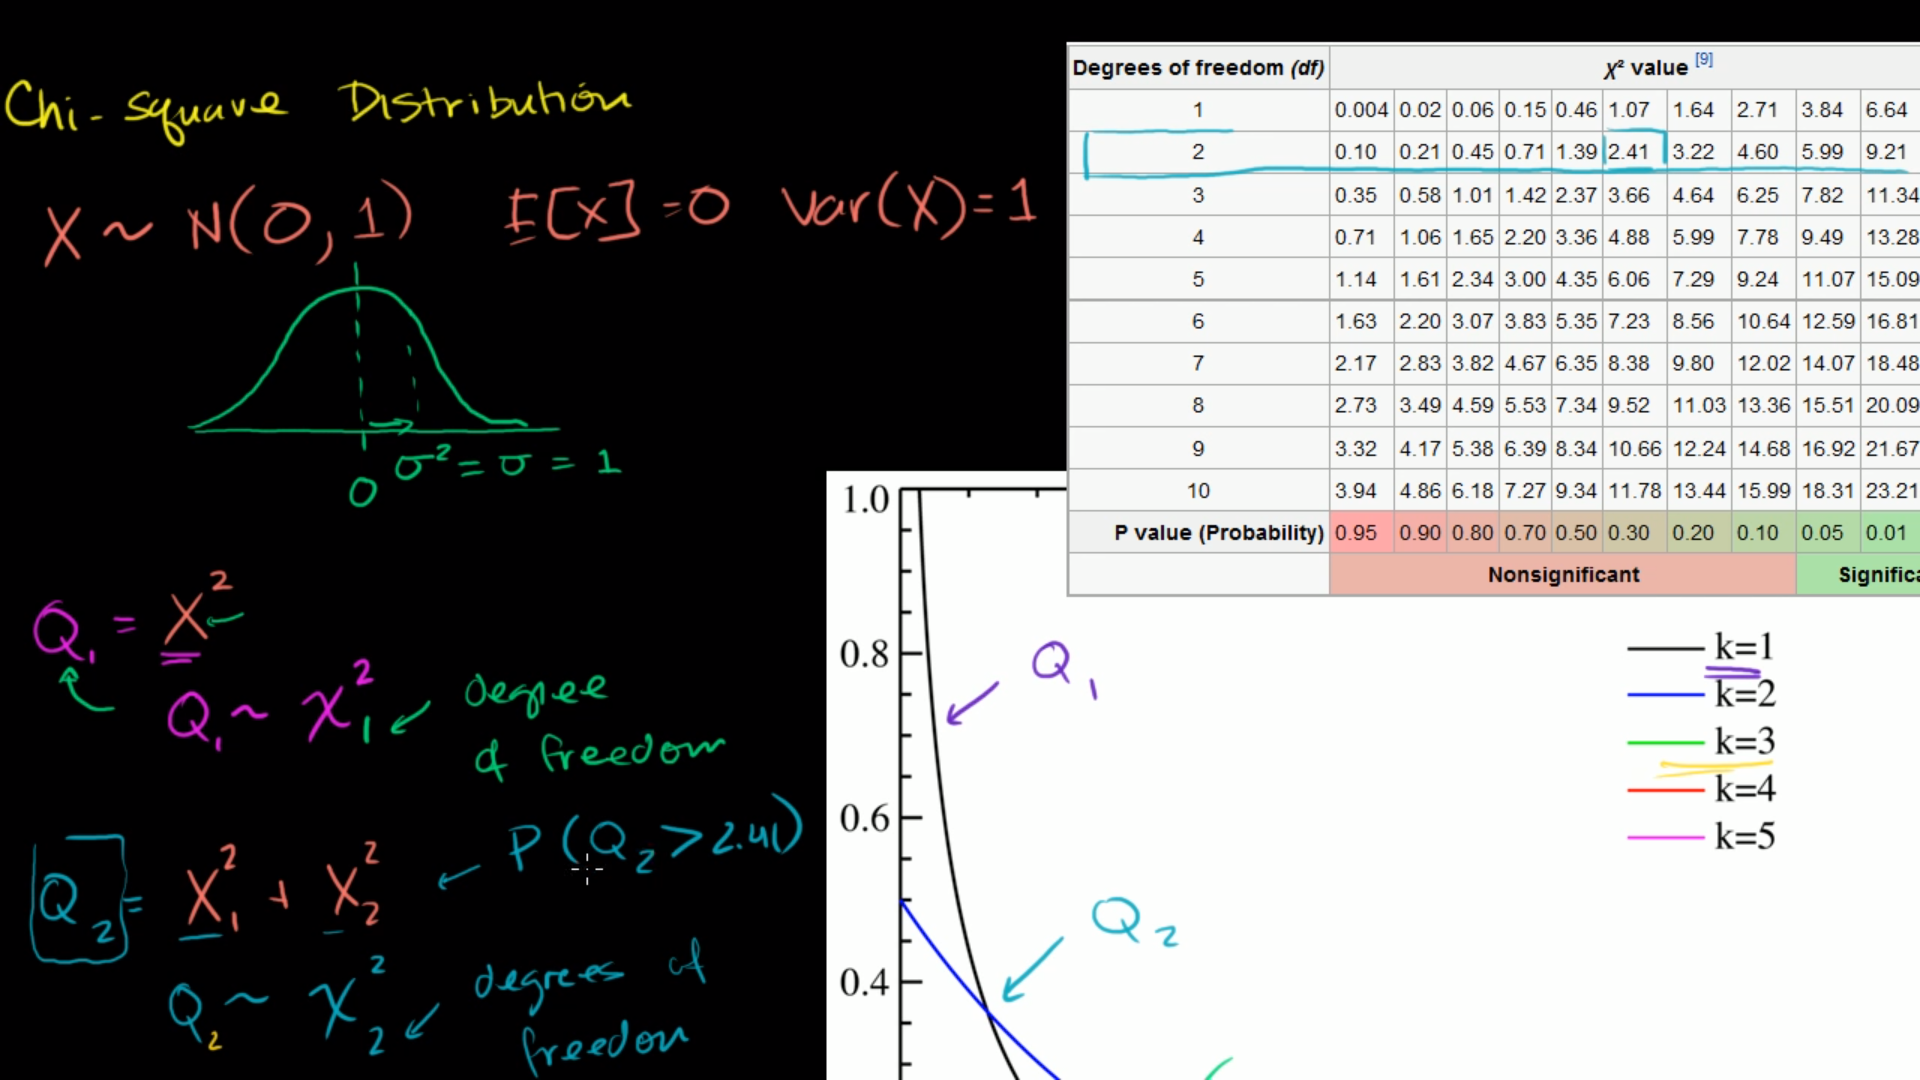 Chi-square Distribution
X ~ N(0,1) E[X]=0 Var(X)=1
σ² = σ = 1
0
Q₁ = X²
Q₁ ~ χ₁² degree
of freedom
Q₂ = X₁² + X₂² P(Q₂ > 2.41)
Q₂ ~ χ₂² degrees of
freedom
Degrees of freedom (df) χ² value [9]
1 0.004 0.02 0.06 0.15 0.46 1.07 1.64 2.71 3.84 6.64
2 0.10 0.21 0.45 0.71 1.39 2.41 3.22 4.60 5.99 9.21
3 0.35 0.58 1.01 1.42 2.37 3.66 4.64 6.25 7.82 11.34
4 0.71 1.06 1.65 2.20 3.36 4.88 5.99 7.78 9.49 13.28
5 1.14 1.61 2.34 3.00 4.35 6.06 7.29 9.24 11.07 15.09
6 1.63 2.20 3.07 3.83 5.35 7.23 8.56 10.64 12.59 16.81
7 2.17 2.83 3.82 4.67 6.35 8.38 9.80 12.02 14.07 18.48
8 2.73 3.49 4.59 5.53 7.34 9.52 11.03 13.36 15.51 20.09
9 3.32 4.17 5.38 6.39 8.34 10.66 12.24 14.68 16.92 21.67
10 3.94 4.86 6.18 7.27 9.34 11.78 13.44 15.99 18.31 23.21
P value (Probability) 0.95 0.90 0.80 0.70 0.50 0.30 0.20 0.10 0.05 0.01
Nonsignificant Significa
1.0
0.8
0.6
0.4
Q₁
Q₂
k=1
k=2
k=3
k=4
k=5